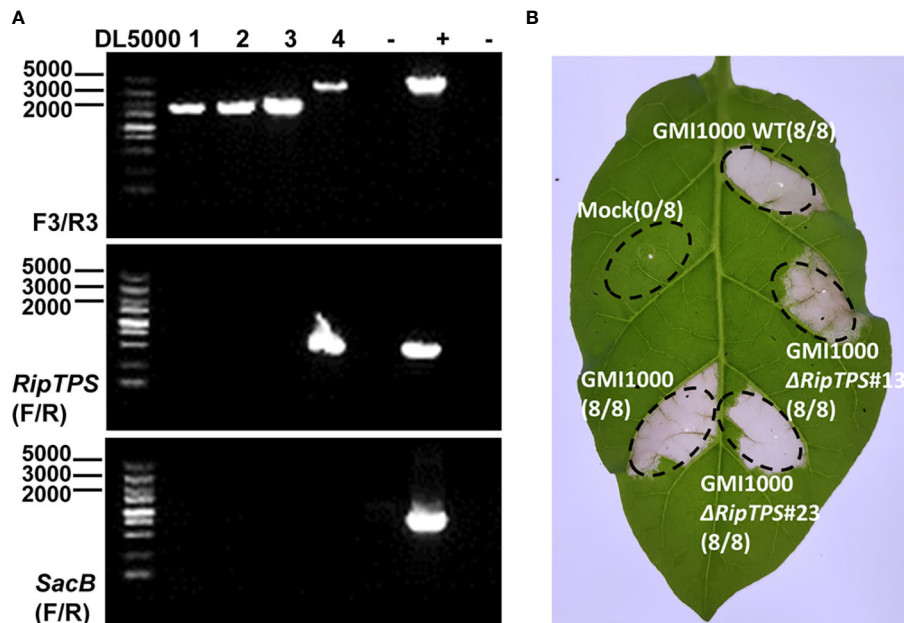 A
DL5000 1 2 3 4 - + -
5000
3000
2000
F3/R3
5000
3000
2000
RipTPS
(F/R)
5000
3000
2000
SacB
(F/R)
B
GMI1000 WT(8/8)
Mock(0/8)
GMI1000
ΔRipTPS#13
(8/8)
GMI1000
(8/8)
GMI1000
ΔRipTPS#23
(8/8)